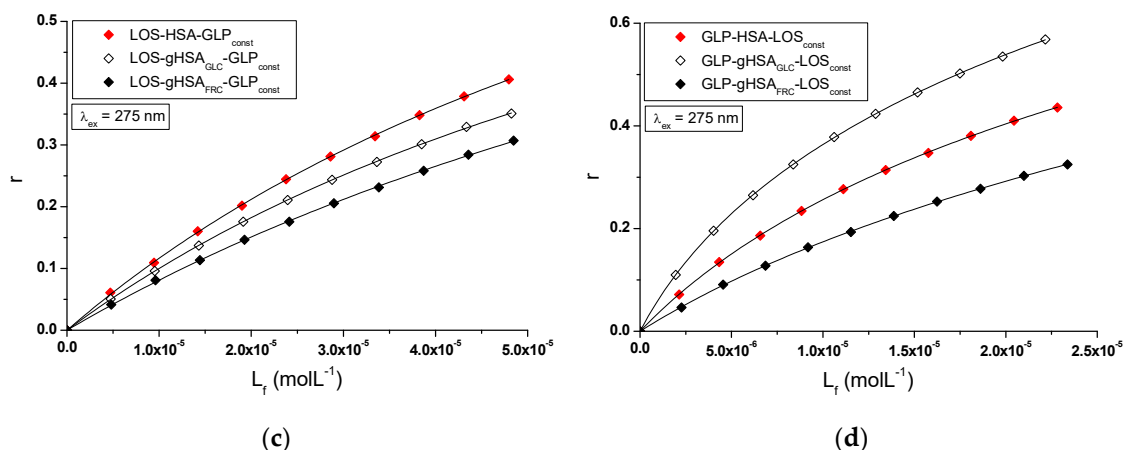 0.5
0.4
0.3
0.2
0.1
0.0
r
LOS-HSA-GLPconst
LOS-gHSAGLC-GLPconst
LOS-gHSAFRC-GLPconst
λex = 275 nm
0.0 1.0x10-5 2.0x10-5 3.0x10-5 4.0x10-5 5.0x10-5
Lf (molL-1)
(c)
0.6
0.4
0.2
0.0
r
GLP-HSA-LOSconst
GLP-gHSAGLC-LOSconst
GLP-gHSAFRC-LOSconst
λex = 275 nm
0.0 5.0x10-6 1.0x10-5 1.5x10-5 2.0x10-5 2.5x10-5
Lf (molL-1)
(d)